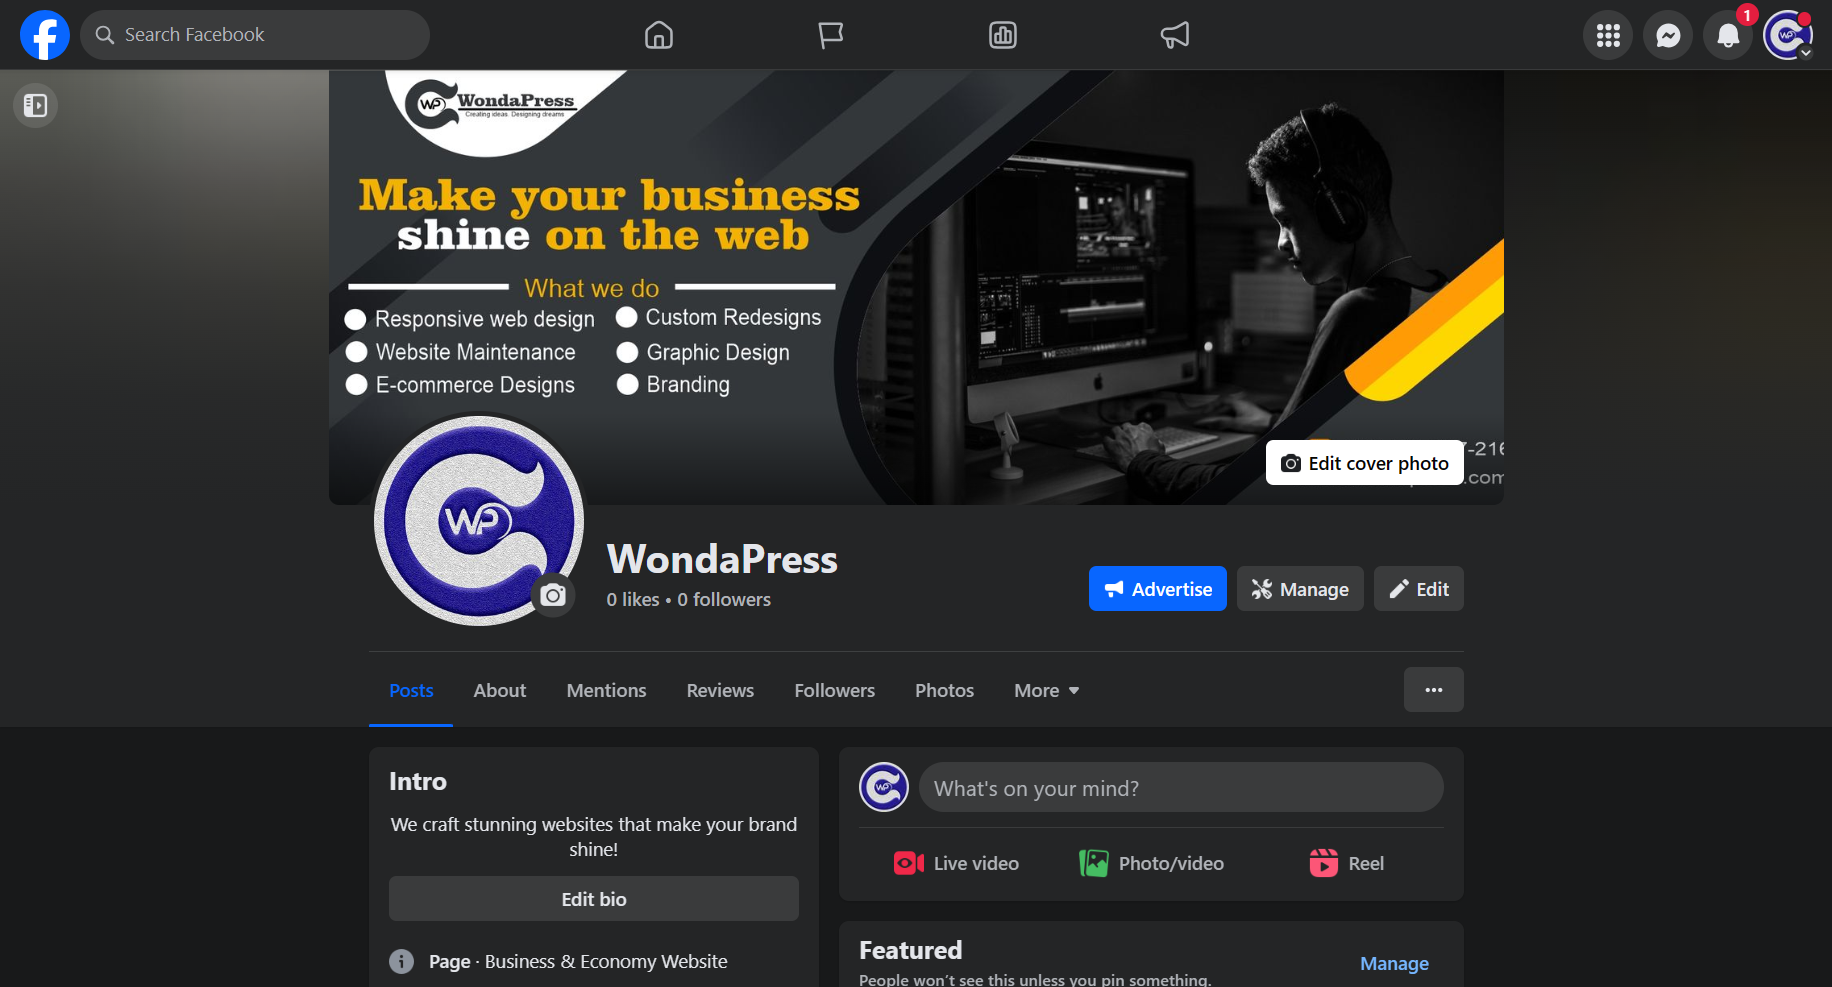 Search Facebook
1
WP WondaPress
Creating ideas. Designing dreams
Make your business
shine on the web
What we do
Responsive web design
Website Maintenance
E-commerce Designs
Custom Redesigns
Graphic Design
Branding
-216
.com
Edit cover photo
WP
WondaPress
0 likes • 0 followers
Advertise
Manage
Edit
Posts
About
Mentions
Reviews
Followers
Photos
More
Intro
We craft stunning websites that make your brand
shine!
Edit bio
Page · Business & Economy Website
What's on your mind?
Live video
Photo/video
Reel
Featured
Manage
People won't see this unless you pin something.